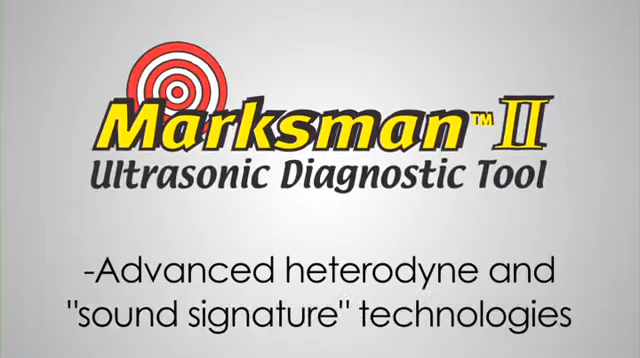 Marksman™ II
Ultrasonic Diagnostic Tool
-Advanced heterodyne and
"sound signature" technologies